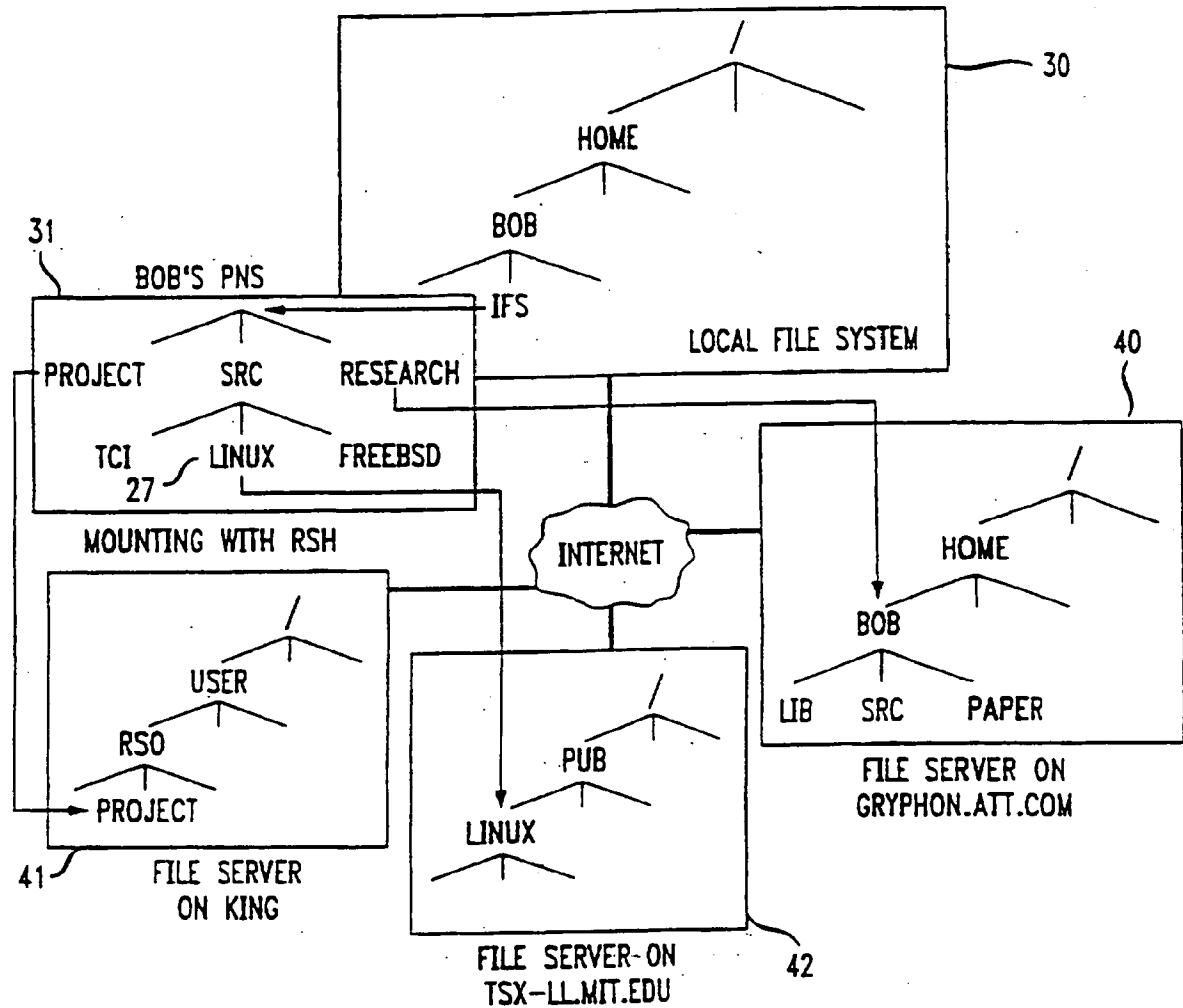 /
30
HOME
BOB
31
BOB'S PNS
IFS
LOCAL FILE SYSTEM
PROJECT SRC RESEARCH
40
TCI LINUX FREEBSD
27
/
MOUNTING WITH RSH
INTERNET
HOME
/
BOB
USER
/
LIB SRC PAPER
RSO
PUB
FILE SERVER ON
GRYPHON.ATT.COM
PROJECT
LINUX
41
FILE SERVER
ON KING
42
FILE SERVER-ON
TSX-LL.MIT.EDU